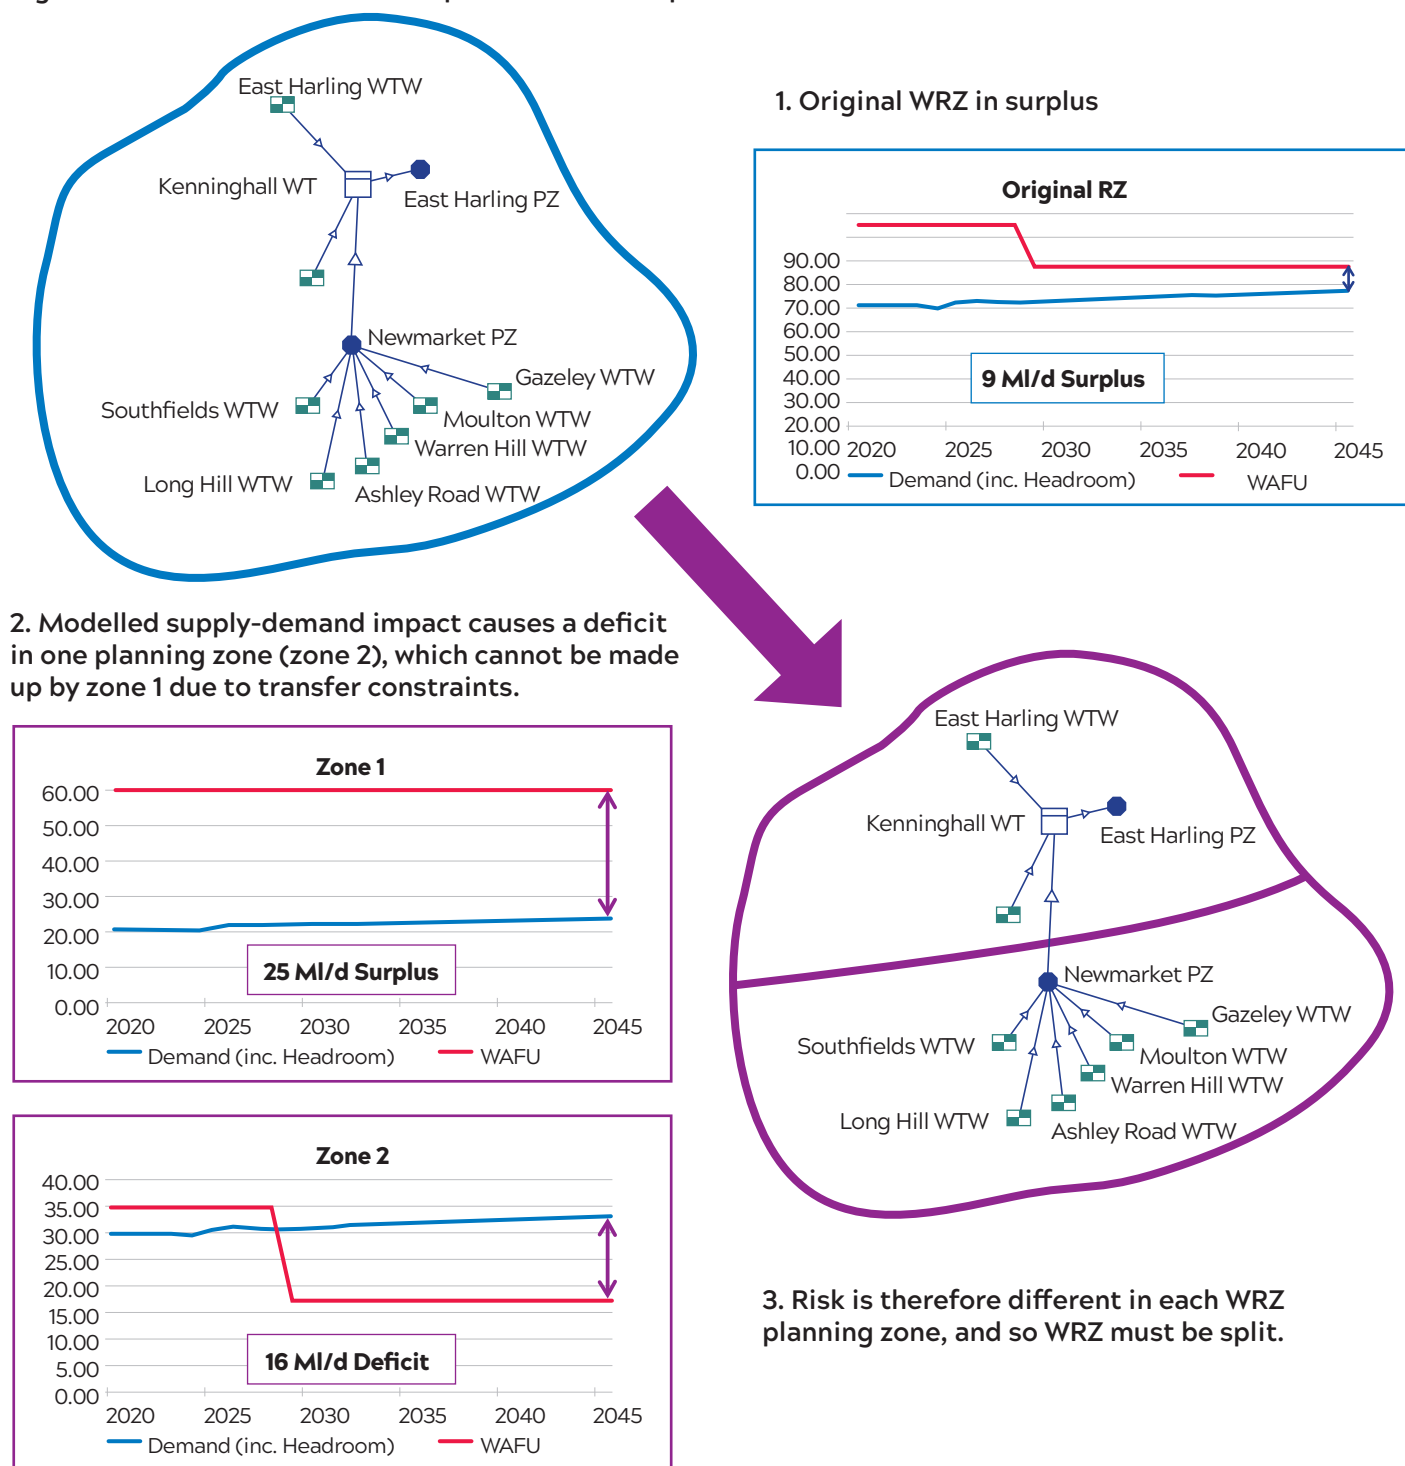 East Harling WTW
Kenninghall WT
East Harling PZ
Newmarket PZ
Gazeley WTW
Southfields WTW
Moulton WTW
Warren Hill WTW
Long Hill WTW
Ashley Road WTW
1. Original WRZ in surplus
Original RZ
90.00
80.00
70.00
60.00
50.00
40.00
30.00
20.00
10.00
0.00
9 Ml/d Surplus
2020 2025 2030 2035 2040 2045
Demand (inc. Headroom) WAFU
2. Modelled supply-demand impact causes a deficit
in one planning zone (zone 2), which cannot be made
up by zone 1 due to transfer constraints.
Zone 1
60.00
50.00
40.00
30.00
20.00
10.00
0.00
25 Ml/d Surplus
2020 2025 2030 2035 2040 2045
Demand (inc. Headroom) WAFU
Zone 2
40.00
35.00
30.00
25.00
20.00
15.00
10.00
5.00
0.00
16 Ml/d Deficit
2020 2025 2030 2035 2040 2045
Demand (inc. Headroom) WAFU
East Harling WTW
Kenninghall WT
East Harling PZ
Newmarket PZ
Gazeley WTW
Southfields WTW
Moulton WTW
Warren Hill WTW
Long Hill WTW
Ashley Road WTW
3. Risk is therefore different in each WRZ
planning zone, and so WRZ must be split.